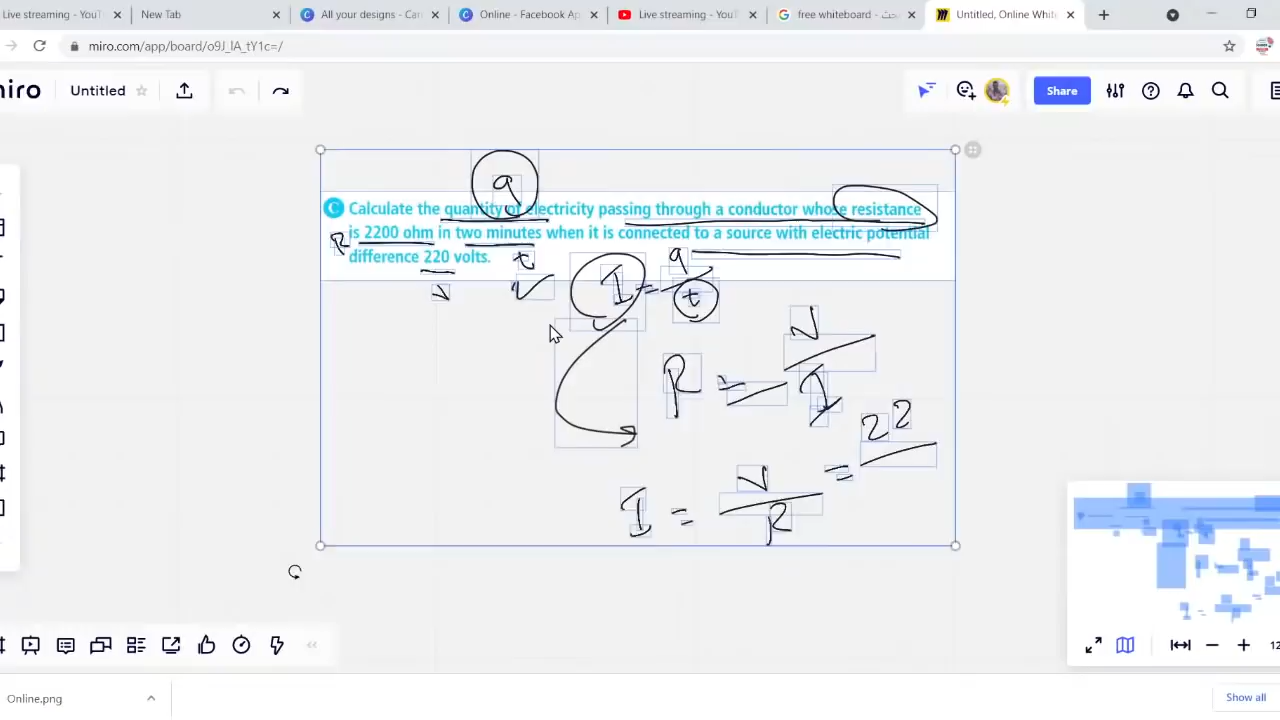 Live streaming - YouT
New Tab
All your designs - Can
Online - Facebook Ap
Live streaming - YouT
free whiteboard - بحث
Untitled, Online Whit
miro.com/app/board/o9J_lA_tY1c=/
miro
Untitled
Share
q
C Calculate the quantity of electricity passing through a conductor whose resistance
is 2200 ohm in two minutes when it is connected to a source with electric potential
difference 220 volts.
R
V
t
I = q/t
R = V/I
I = V/R = 22
12
Online.png
Show all